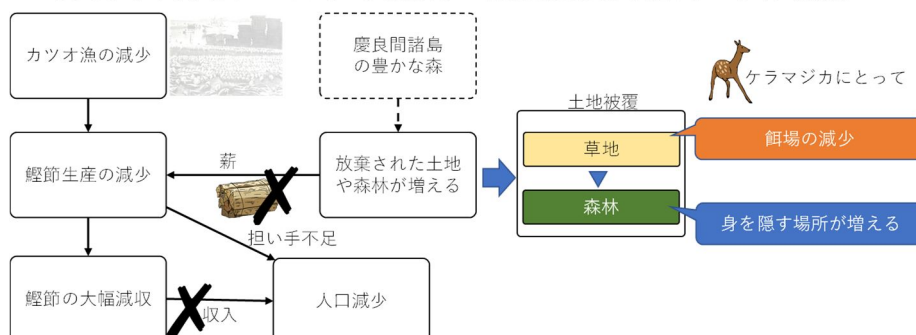 カツオ漁の減少
慶良間諸島
の豊かな森
ケラマジカにとって
土地被覆
草地
餌場の減少
薪
鰹節生産の減少
放棄された土地
や森林が増える
森林
身を隠す場所が増える
担い手不足
鰹節の大幅減収
収入
人口減少